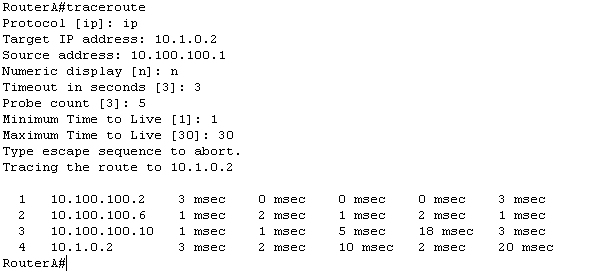 RouterA#traceroute
Protocol [ip]: ip
Target IP address: 10.1.0.2
Source address: 10.100.100.1
Numeric display [n]: n
Timeout in seconds [3]: 3
Probe count [3]: 5
Minimum Time to Live [1]: 1
Maximum Time to Live [30]: 30
Type escape sequence to abort.
Tracing the route to 10.1.0.2
1 10.100.100.2 3 msec 0 msec 0 msec 0 msec 3 msec
2 10.100.100.6 1 msec 2 msec 1 msec 2 msec 1 msec
3 10.100.100.10 1 msec 1 msec 5 msec 18 msec 3 msec
4 10.1.0.2 3 msec 2 msec 10 msec 2 msec 20 msec
RouterA#